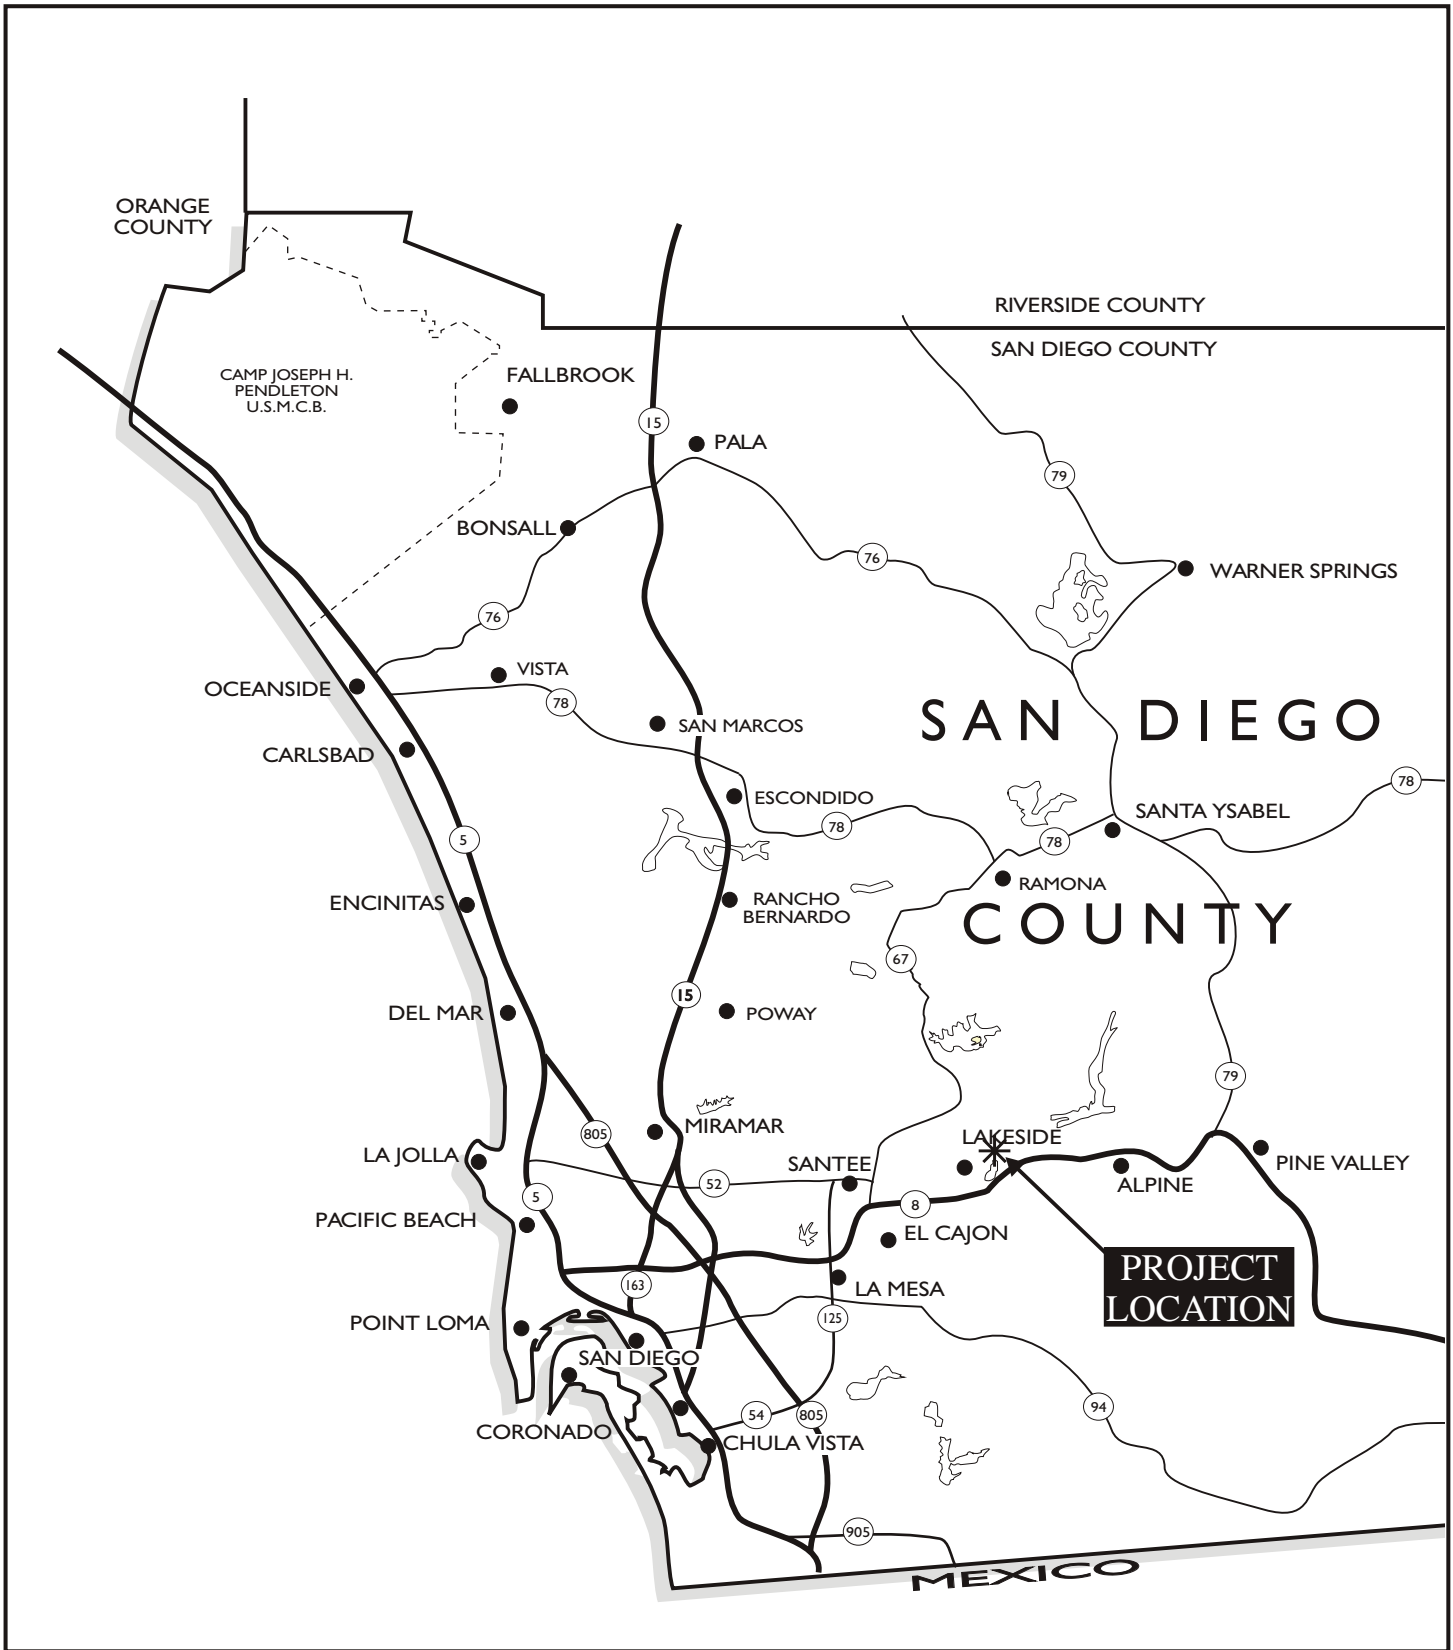 ORANGE
COUNTY
RIVERSIDE COUNTY
SAN DIEGO COUNTY
CAMP JOSEPH H.
PENDLETON
U.S.M.C.B.
FALLBROOK
15
PALA
79
BONSALL
76
WARNER SPRINGS
76
VISTA
OCEANSIDE
78
SAN MARCOS
SAN DIEGO
CARLSBAD
78
ESCONDIDO
SANTA YSABEL
78
5
78
RAMONA
ENCINITAS
RANCHO
BERNARDO
COUNTY
67
15
DEL MAR
POWAY
79
805
MIRAMAR
LAKESIDE
LA JOLLA
SANTEE
PINE VALLEY
52
ALPINE
5
8
PACIFIC BEACH
EL CAJON
PROJECT
LOCATION
163
LA MESA
125
POINT LOMA
SAN DIEGO
94
54
805
CORONADO
CHULA VISTA
905
MEXICO